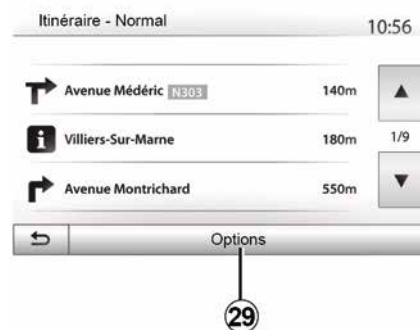 Itinéraire - Normal 10:56
Avenue Médéric N303 140m
Villiers-Sur-Marne 180m
1/9
Avenue Montrichard 550m
Options
29